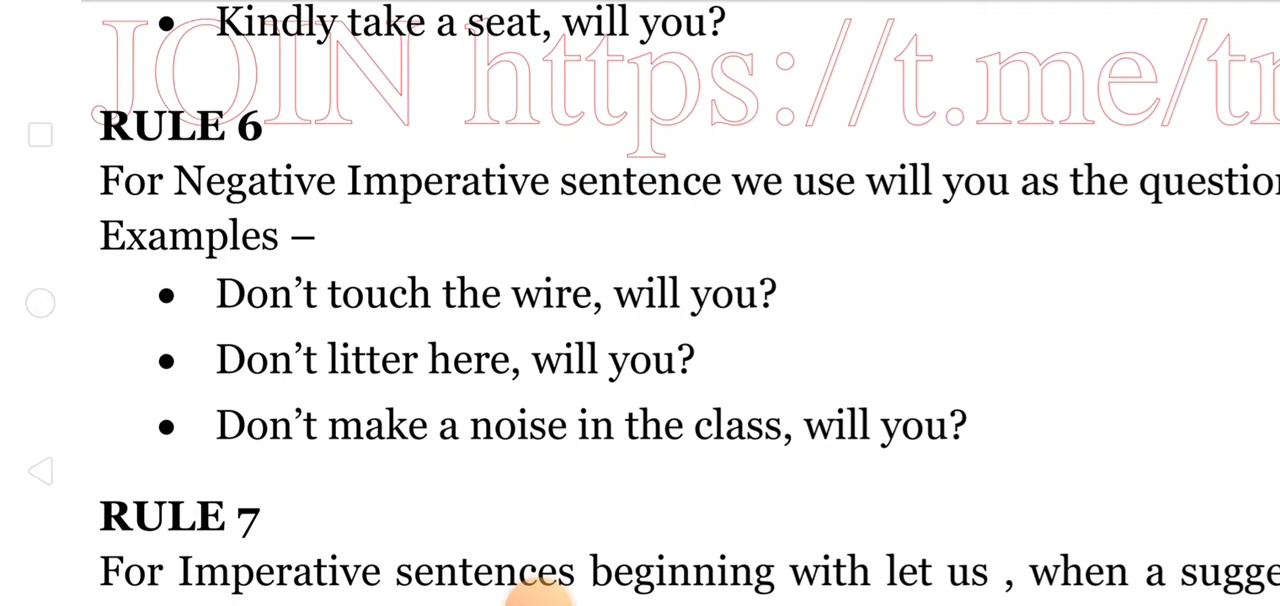 • Kindly take a seat, will you?
JOIN https://t.me/tr
RULE 6
For Negative Imperative sentence we use will you as the question
Examples –
• Don’t touch the wire, will you?
• Don’t litter here, will you?
• Don’t make a noise in the class, will you?
RULE 7
For Imperative sentences beginning with let us , when a sugge